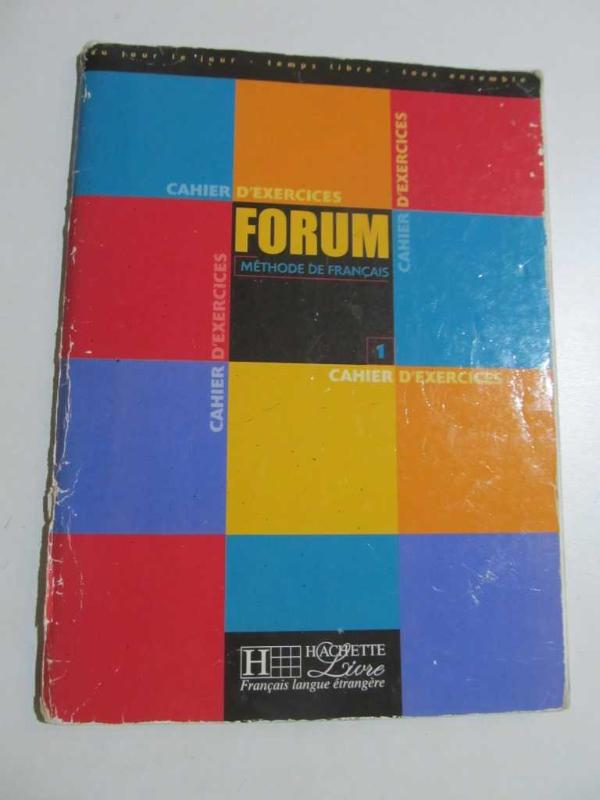 au jour le jour - temps libre - tous ensemble
CAHIER D'EXERCICES
CAHIER D'EXERCICES
FORUM
MÉTHODE DE FRANÇAIS
CAHIER D'EXERCICES
1
CAHIER D'EXERCICES
H HACHETTE
Livre
Français langue étrangère